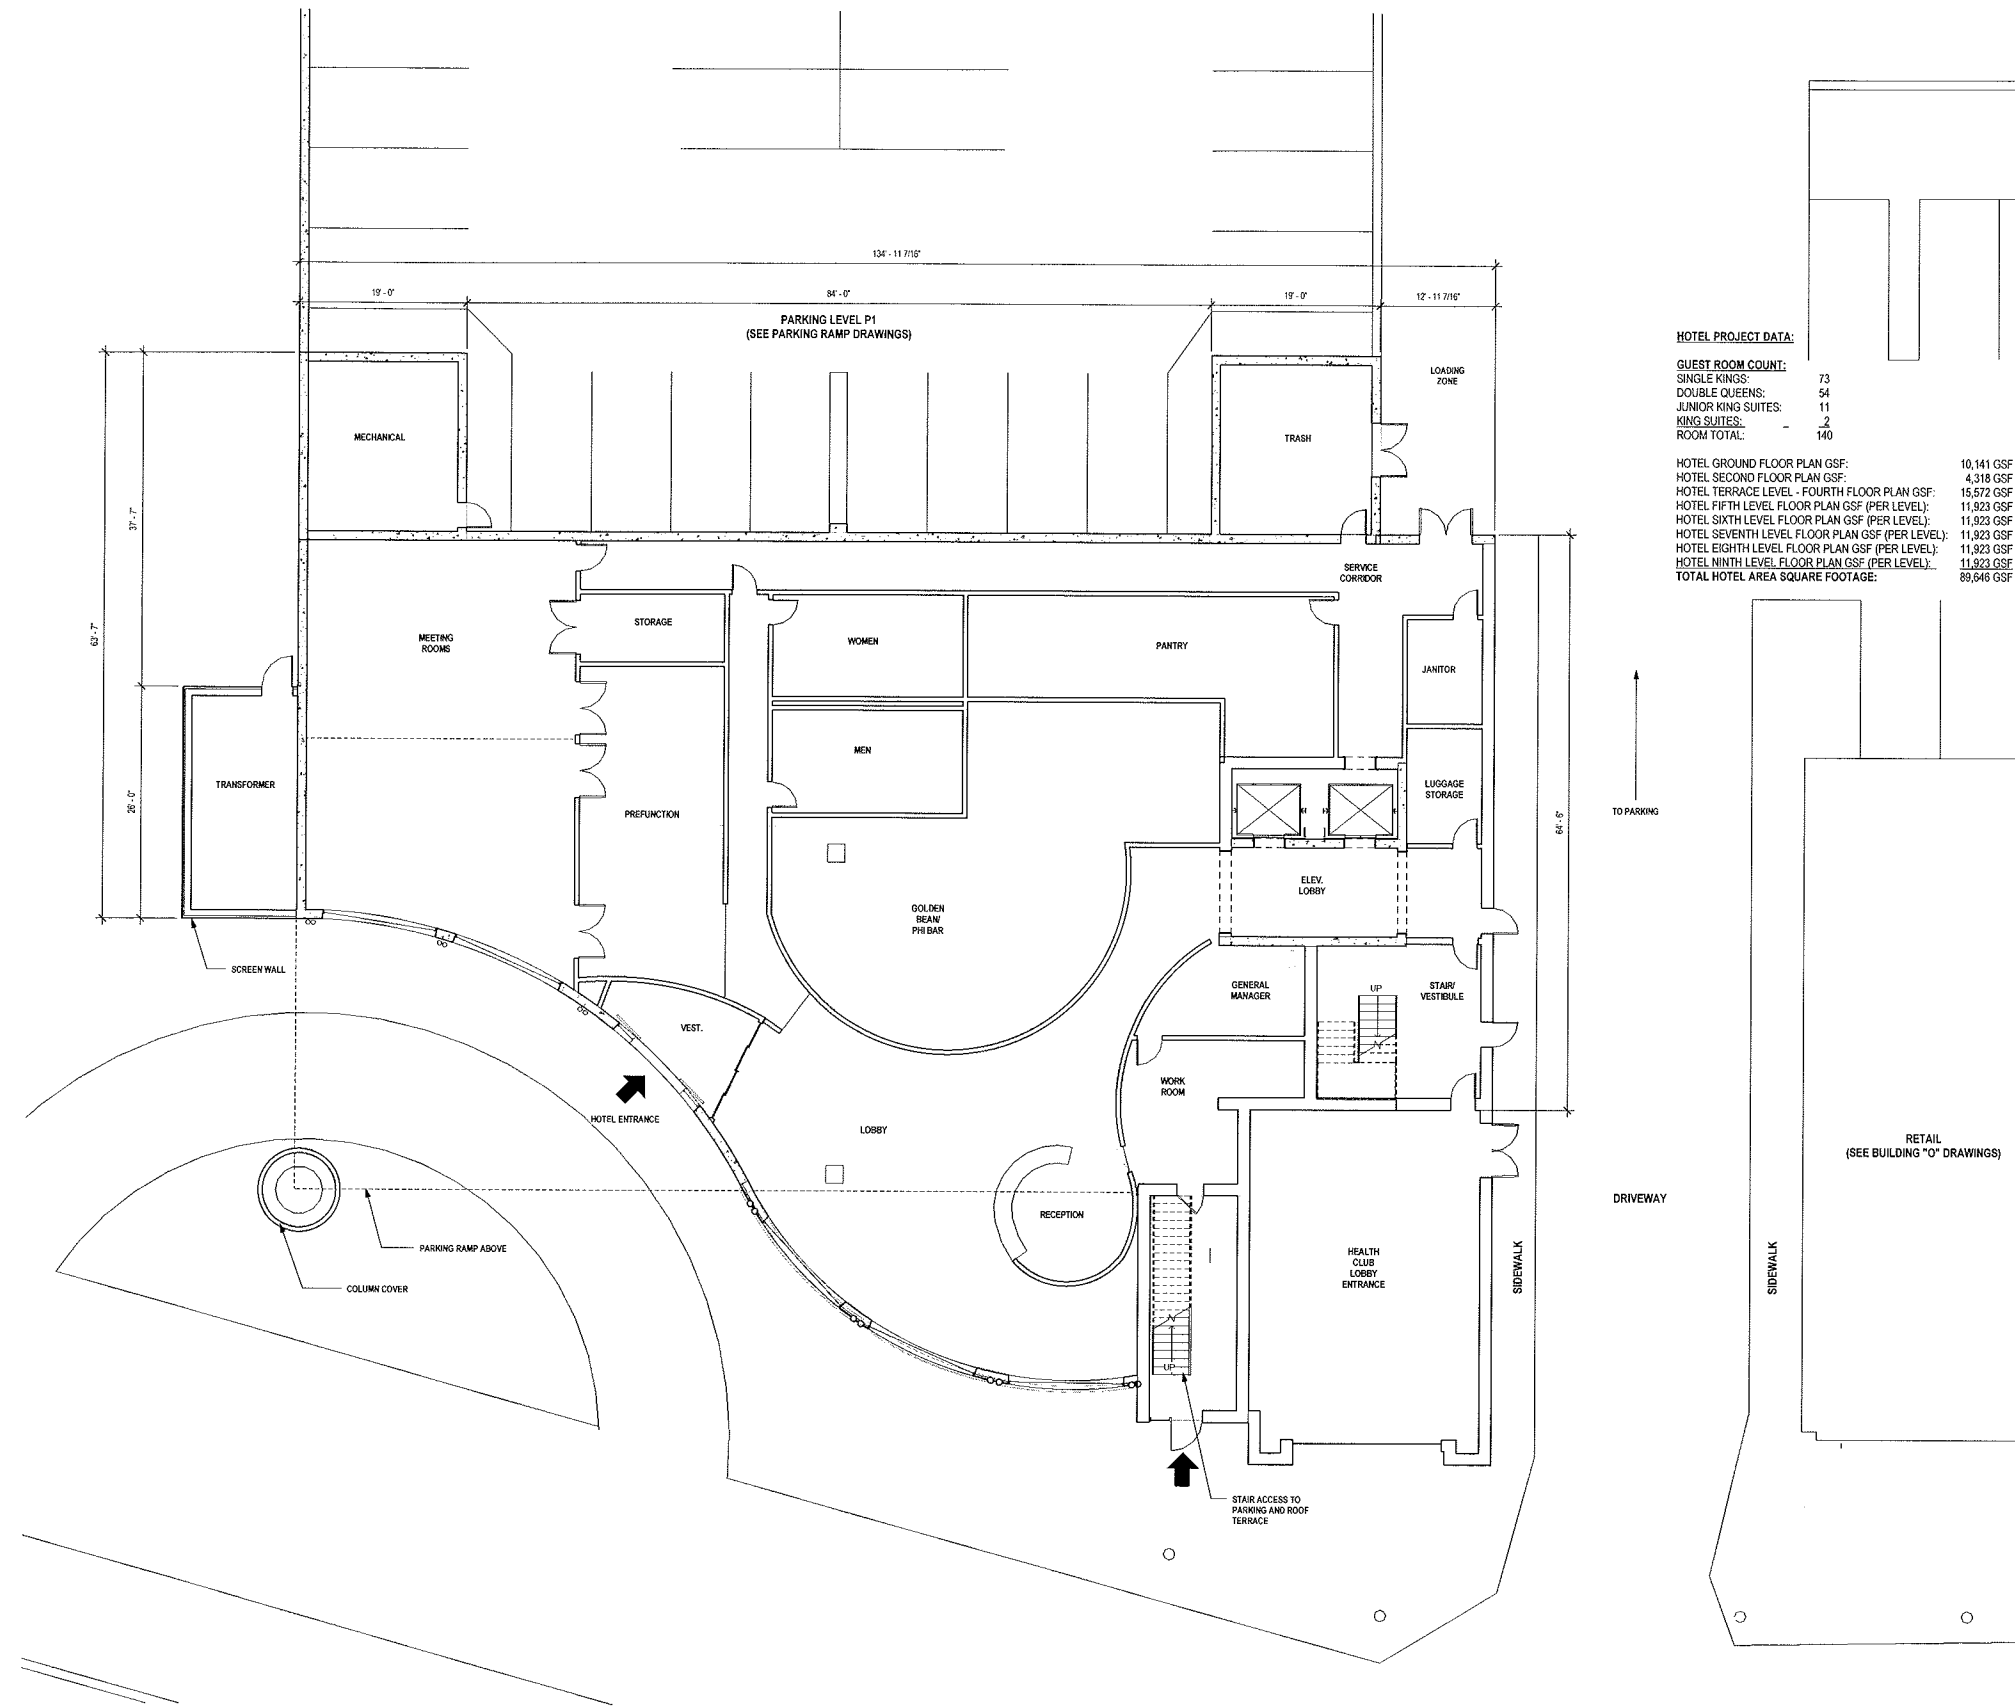 134' - 11 7/16"
19' - 0"
84' - 0"
19' - 0"
12' - 11 7/16"
PARKING LEVEL P1
(SEE PARKING RAMP DRAWINGS)
HOTEL PROJECT DATA:
GUEST ROOM COUNT:
SINGLE KINGS: 73
DOUBLE QUEENS: 54
JUNIOR KING SUITES: 11
KING SUITES: 2
ROOM TOTAL: 140
HOTEL GROUND FLOOR PLAN GSF: 10,141 GSF
HOTEL SECOND FLOOR PLAN GSF: 4,318 GSF
HOTEL TERRACE LEVEL - FOURTH FLOOR PLAN GSF: 15,572 GSF
HOTEL FIFTH LEVEL FLOOR PLAN GSF (PER LEVEL): 11,923 GSF
HOTEL SIXTH LEVEL FLOOR PLAN GSF (PER LEVEL): 11,923 GSF
HOTEL SEVENTH LEVEL FLOOR PLAN GSF (PER LEVEL): 11,923 GSF
HOTEL EIGHTH LEVEL FLOOR PLAN GSF (PER LEVEL): 11,923 GSF
HOTEL NINTH LEVEL FLOOR PLAN GSF (PER LEVEL): 11,923 GSF
TOTAL HOTEL AREA SQUARE FOOTAGE: 89,646 GSF
LOADING
ZONE
MECHANICAL
TRASH
37' - 7"
63' - 7"
26' - 0"
SERVICE
CORRIDOR
STORAGE
MEETING
ROOMS
WOMEN
PANTRY
JANITOR
MEN
TRANSFORMER
PREFUNCTION
LUGGAGE
STORAGE
64' - 6"
TO PARKING
ELEV.
LOBBY
GOLDEN
BEAN/
PHI BAR
SCREEN WALL
GENERAL
MANAGER
UP
STAIR/
VESTIBULE
VEST.
WORK
ROOM
HOTEL ENTRANCE
LOBBY
RETAIL
(SEE BUILDING "O" DRAWINGS)
DRIVEWAY
RECEPTION
PARKING RAMP ABOVE
COLUMN COVER
HEALTH
CLUB
LOBBY
ENTRANCE
SIDEWALK
SIDEWALK
UP
STAIR ACCESS TO
PARKING AND ROOF
TERRACE